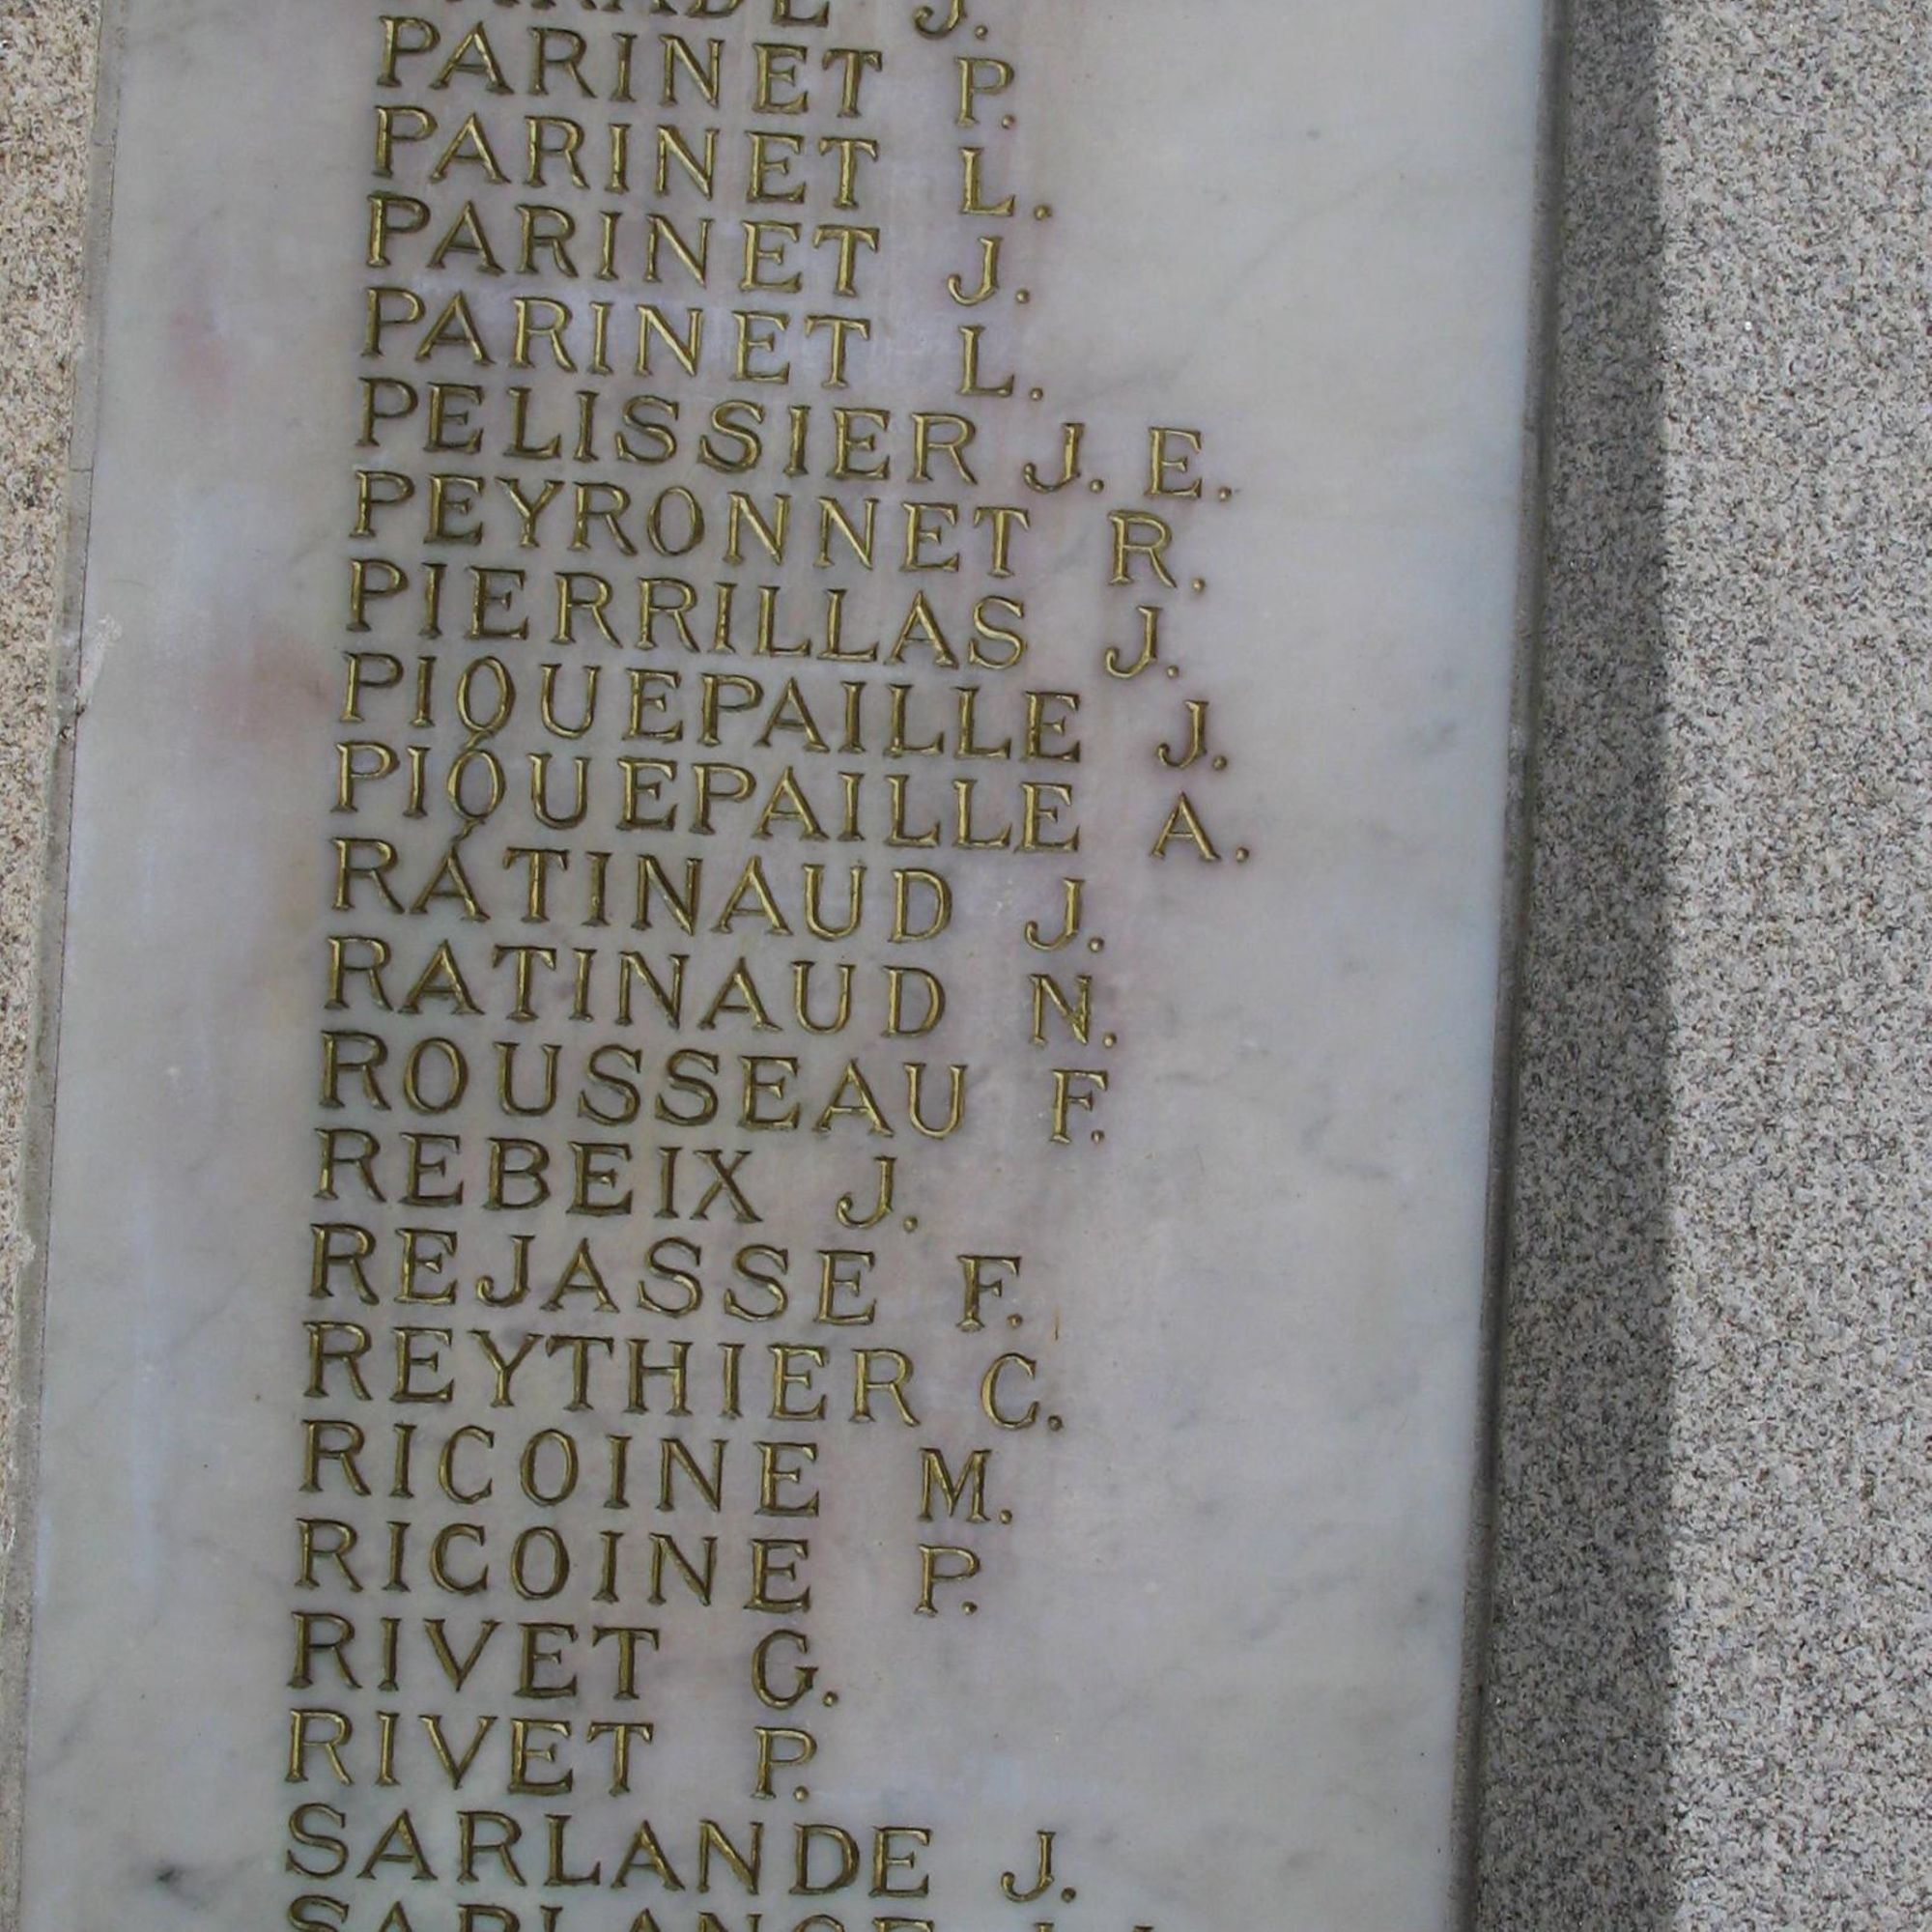 PARINET P.
PARINET L.
PARINET J.
PARINET L.
PELISSIER J. E.
PEYRONNET R.
PIERRILLAS J.
PIQUEPAILLE J.
PIQUEPAILLE A.
RATINAUD J.
RATINAUD N.
ROUSSEAU F.
REBEIX J.
REJASSE F.
REYTHIER C.
RICOINE M.
RICOINE P.
RIVET G.
RIVET P.
SARLANDE J.